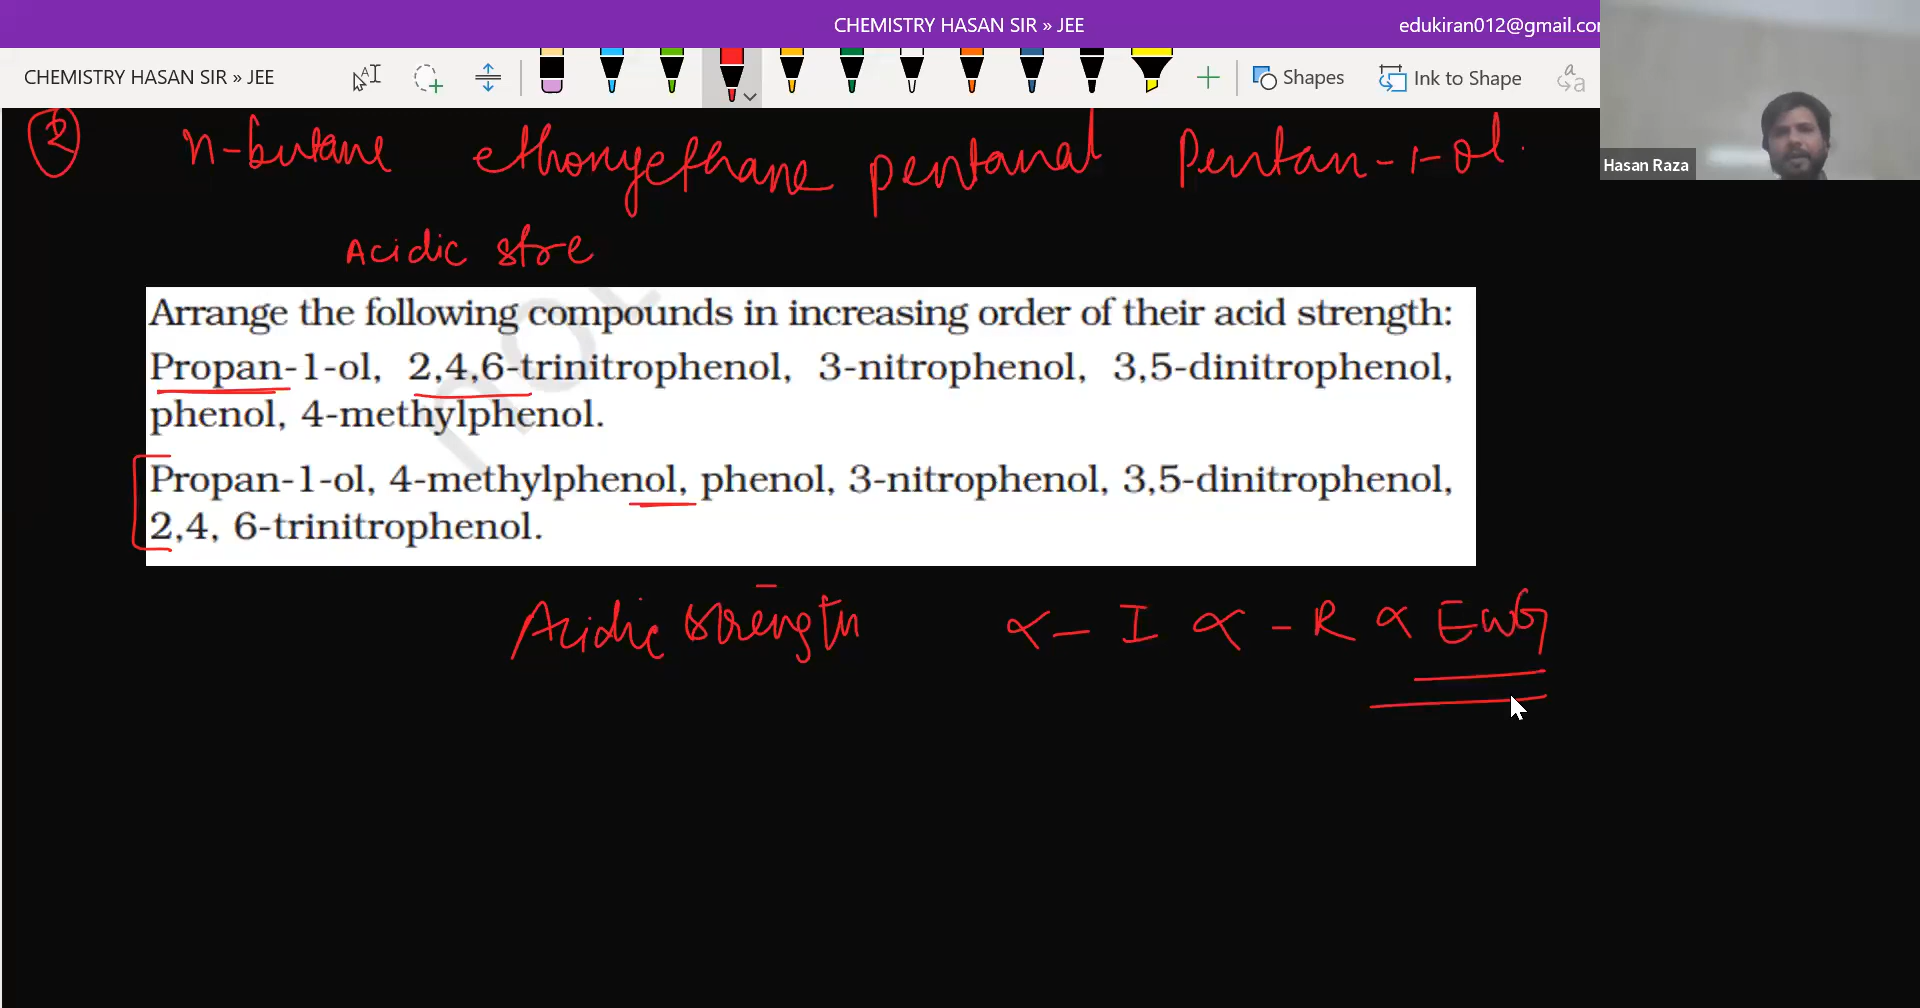 CHEMISTRY HASAN SIR » JEE
edukiran012@gmail.co
CHEMISTRY HASAN SIR » JEE
Shapes
Ink to Shape
Hasan Raza
2 n-butane ethoxyethane pentanal Pentan-1-ol.
Acidic stre
Arrange the following compounds in increasing order of their acid strength:
Propan-1-ol, 2,4,6-trinitrophenol, 3-nitrophenol, 3,5-dinitrophenol,
phenol, 4-methylphenol.
Propan-1-ol, 4-methylphenol, phenol, 3-nitrophenol, 3,5-dinitrophenol,
2,4, 6-trinitrophenol.
Acidic strength ∝ - I ∝ - R ∝ EWG